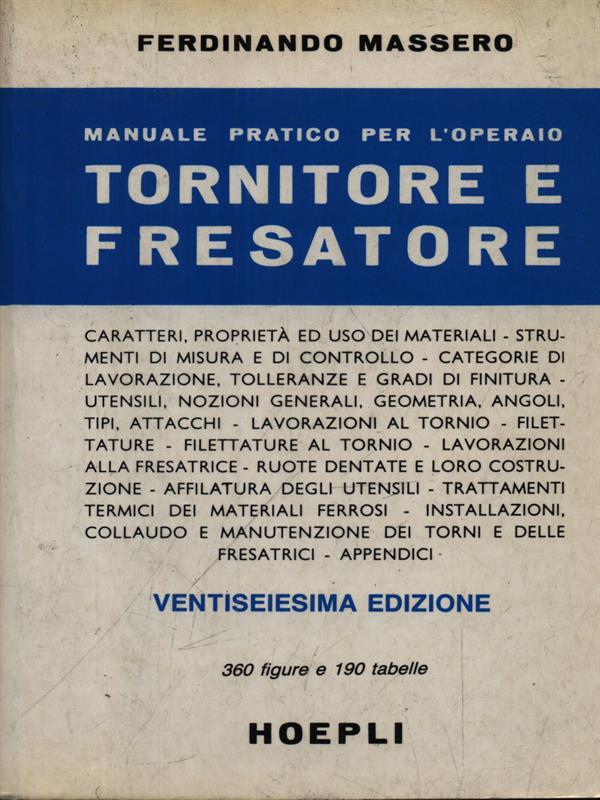 FERDINANDO MASSERO
MANUALE PRATICO PER L'OPERAIO
TORNITORE E
FRESATORE
CARATTERI, PROPRIETÀ ED USO DEI MATERIALI - STRU-
MENTI DI MISURA E DI CONTROLLO - CATEGORIE DI
LAVORAZIONE, TOLLERANZE E GRADI DI FINITURA -
UTENSILI, NOZIONI GENERALI, GEOMETRIA, ANGOLI,
TIPI, ATTACCHI - LAVORAZIONI AL TORNIO - FILET-
TATURE - FILETTATURE AL TORNIO - LAVORAZIONI
ALLA FRESATRICE - RUOTE DENTATE E LORO COSTRU-
ZIONE - AFFILATURA DEGLI UTENSILI - TRATTAMENTI
TERMICI DEI MATERIALI FERROSI - INSTALLAZIONI,
COLLAUDO E MANUTENZIONE DEI TORNI E DELLE
FRESATRICI - APPENDICI
VENTISEIESIMA EDIZIONE
360 figure e 190 tabelle
HOEPLI